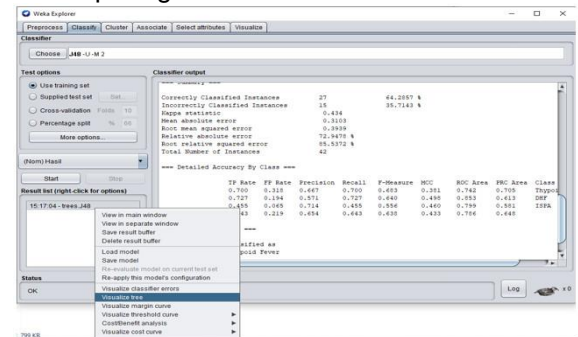 Weka Explorer
Preprocess Classify Cluster Associate Select attributes Visualize
Classifier
Choose J48 -U -M 2
Test options
Use training set
Supplied test set Set...
Cross-validation Folds 10
Percentage split % 66
More options...
(Nom) Hasil
Start Stop
Result list (right-click for options)
15:17:04 - trees.J48
Classifier output
=== Summary ===
Correctly Classified Instances 27 64.2857 %
Incorrectly Classified Instances 15 35.7143 %
Kappa statistic 0.434
Mean absolute error 0.3103
Root mean squared error 0.3939
Relative absolute error 72.9478 %
Root relative squared error 85.5372 %
Total Number of Instances 42
=== Detailed Accuracy By Class ===
TP Rate FP Rate Precision Recall F-Measure MCC ROC Area PRC Area Class
0.700 0.318 0.667 0.700 0.683 0.381 0.742 0.705 Thypoi
0.727 0.194 0.571 0.727 0.640 0.498 0.853 0.613 DHF
0.455 0.065 0.714 0.455 0.556 0.460 0.799 0.581 ISPA
43 0.219 0.654 0.643 0.638 0.433 0.786 0.648
===
sified as
poid Fever
View in main window
View in separate window
Save result buffer
Delete result buffer
Load model
Save model
Re-evaluate model on current test set
Re-apply this model's configuration
Visualize classifier errors
Visualize tree
Visualize margin curve
Visualize threshold curve
Cost/Benefit analysis
Visualize cost curve
Status
OK
Log x 0
799 KB